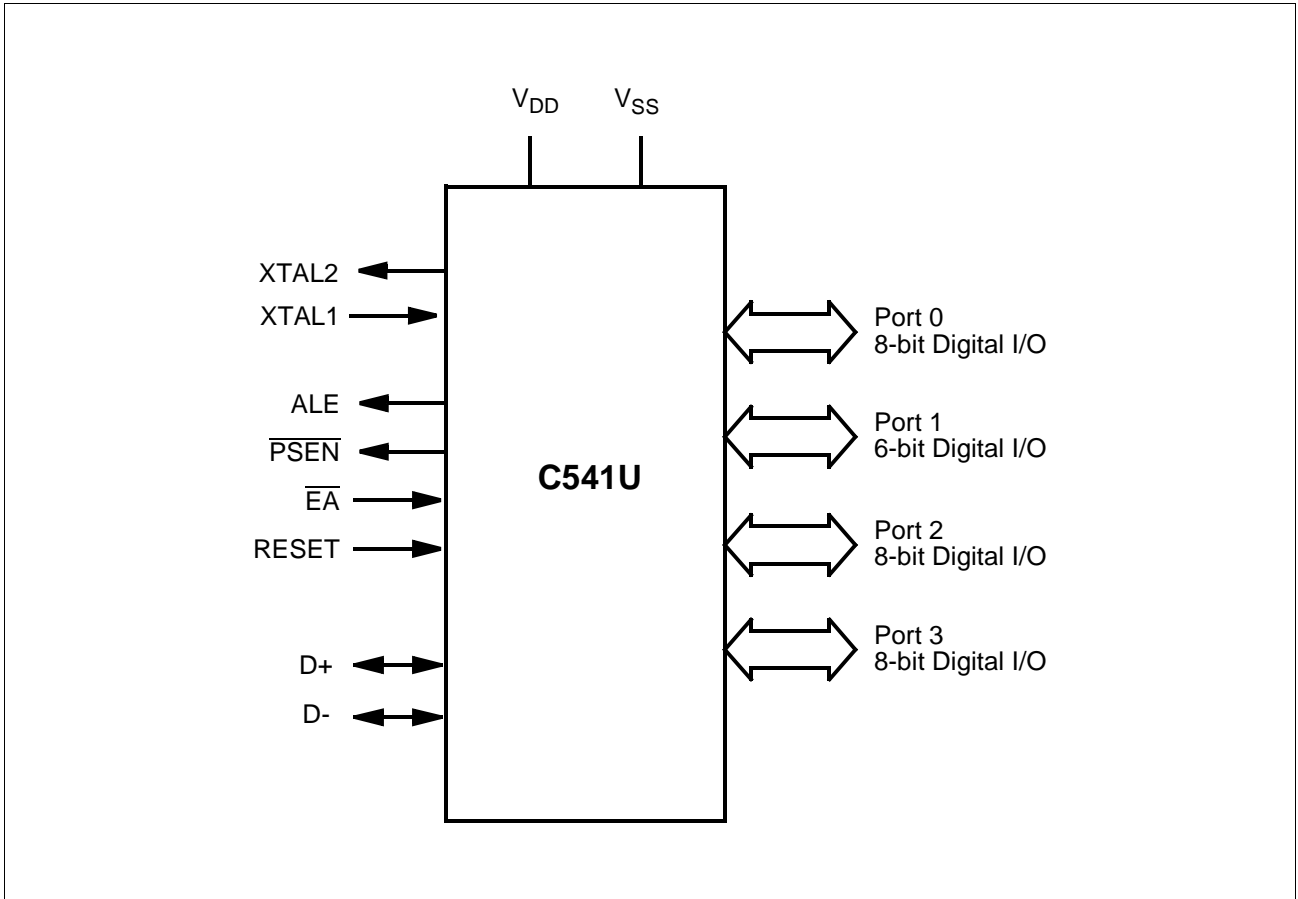 VDD VSS
XTAL2
XTAL1
ALE
PSEN
EA
RESET
D+
D-
C541U
Port 0
8-bit Digital I/O
Port 1
6-bit Digital I/O
Port 2
8-bit Digital I/O
Port 3
8-bit Digital I/O